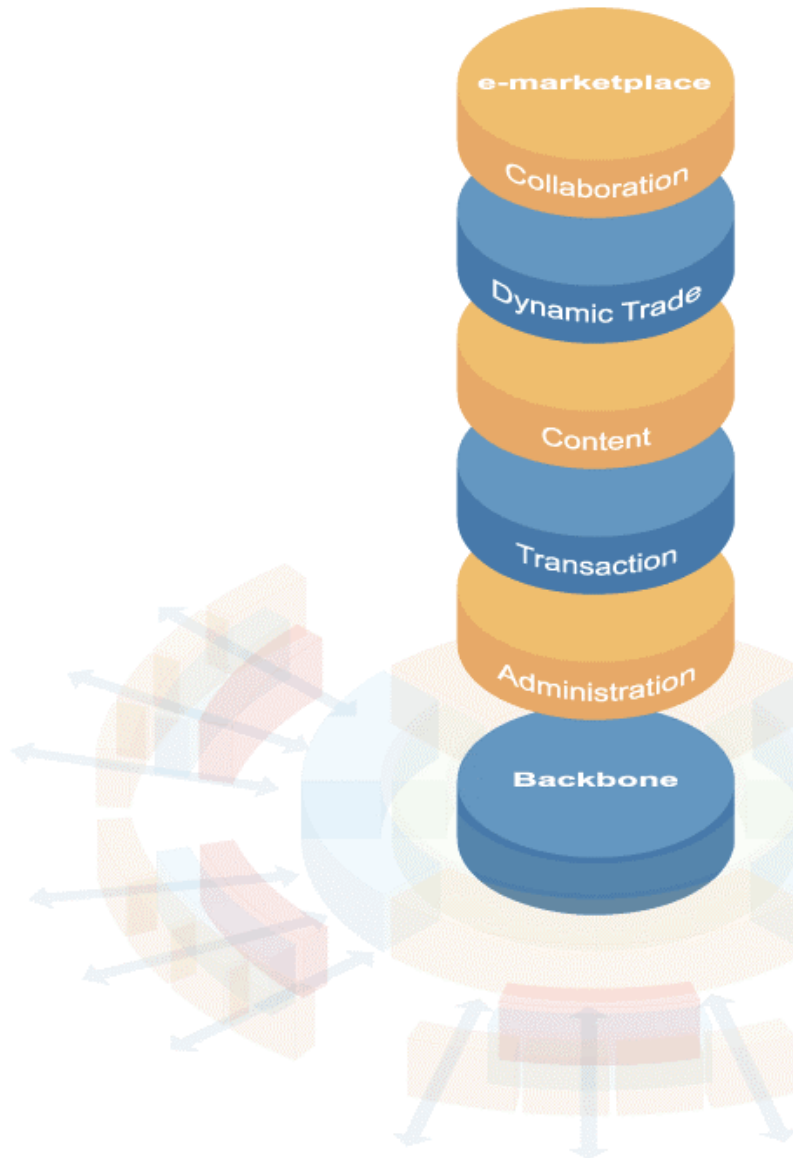 e-marketplace
Collaboration
Dynamic Trade
Content
Transaction
Administration
Backbone